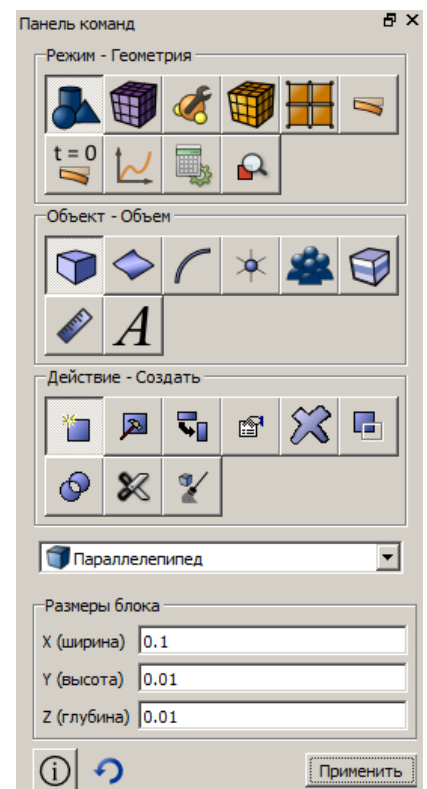 Панель команд
Режим - Геометрия
t = 0
Объект - Объем
A
Действие - Создать
Параллелепипед
Размеры блока
X (ширина) 0.1
Y (высота) 0.01
Z (глубина) 0.01
i Применить